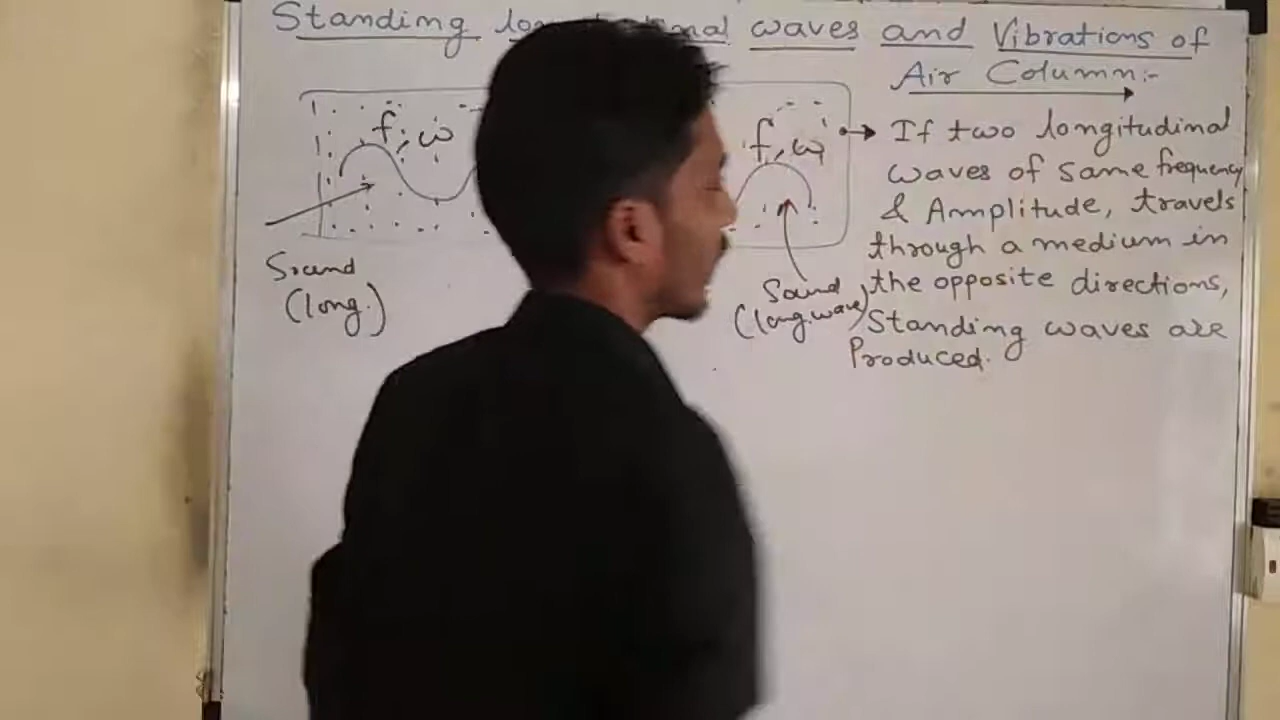 Standing waves and Vibrations of
Air Column:-
f, ω
f, ω
Sound
(long.)
Sound
(long.wave)
If two longitudinal
waves of same frequency
& Amplitude, travels
through a medium in
the opposite directions,
Standing waves are
Produced.